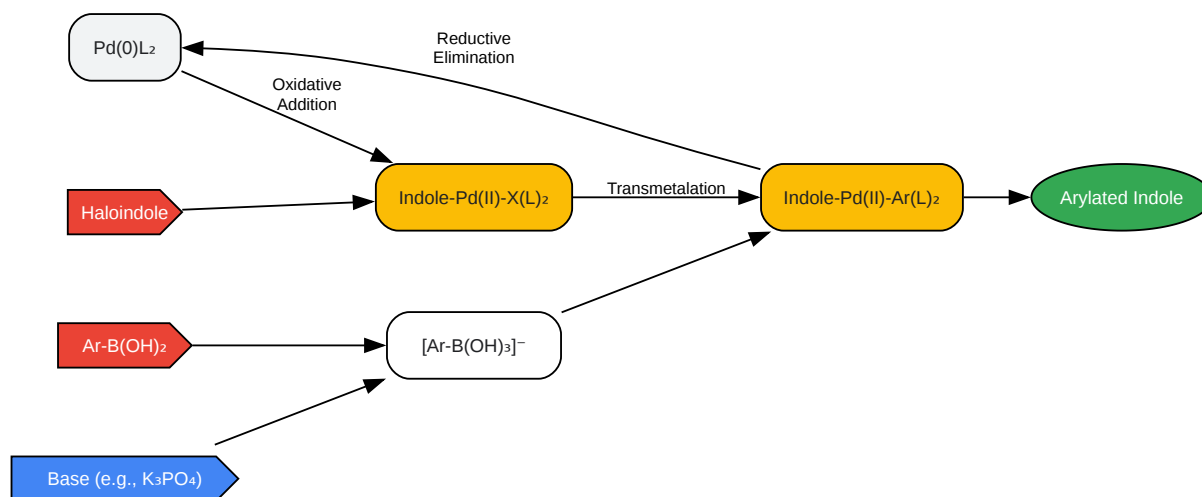 Pd(0)L₂
Reductive
Elimination
Oxidative
Addition
Haloindole
Indole-Pd(II)-X(L)₂
Transmetalation
Indole-Pd(II)-Ar(L)₂
Arylated Indole
Ar-B(OH)₂
[Ar-B(OH)₃]⁻
Base (e.g., K₃PO₄)